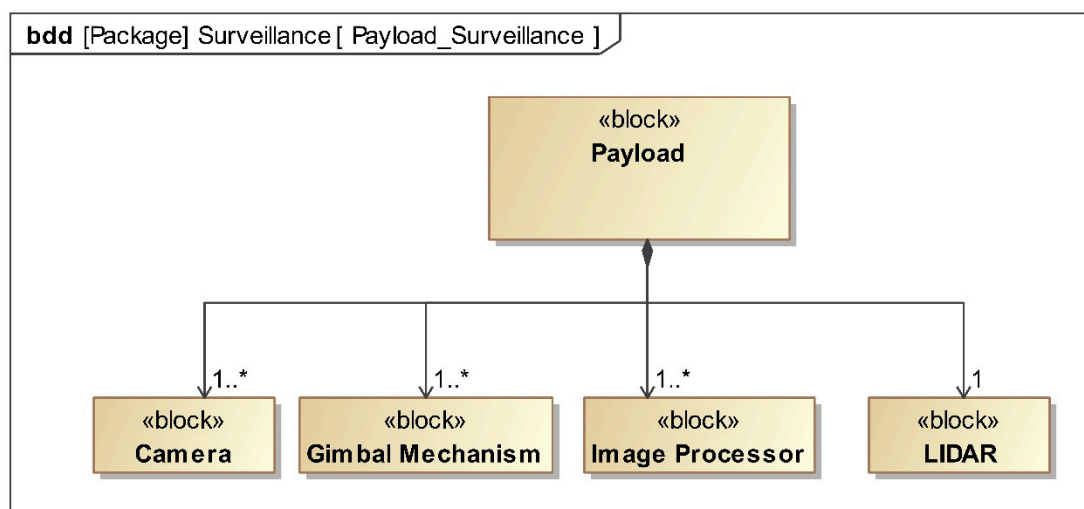 bdd [Package] Surveillance [ Payload_Surveillance ]
«block»
Payload
1..*
1..*
1..*
1
«block»
Camera
«block»
Gimbal Mechanism
«block»
Image Processor
«block»
LIDAR